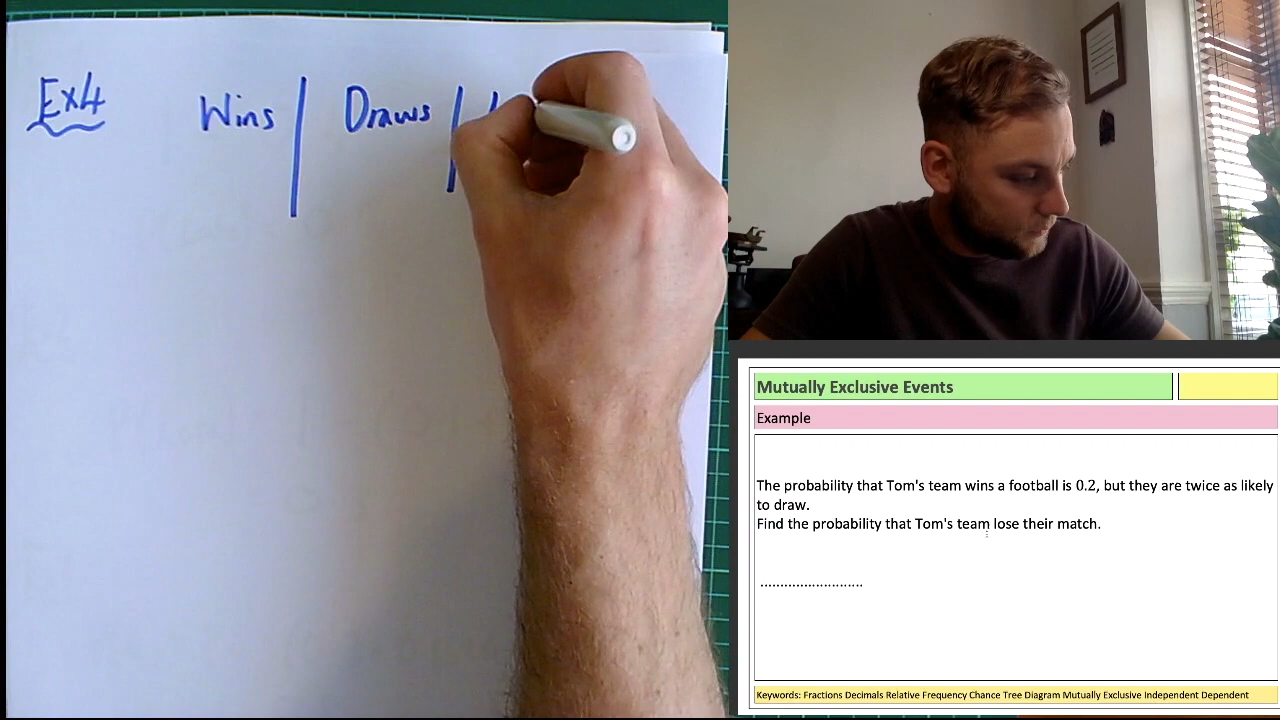 Ex4 Wins Draws
Mutually Exclusive Events
Example
The probability that Tom's team wins a football is 0.2, but they are twice as likely
to draw.
Find the probability that Tom's team lose their match.
..........................
Keywords: Fractions Decimals Relative Frequency Chance Tree Diagram Mutually Exclusive Independent Dependent